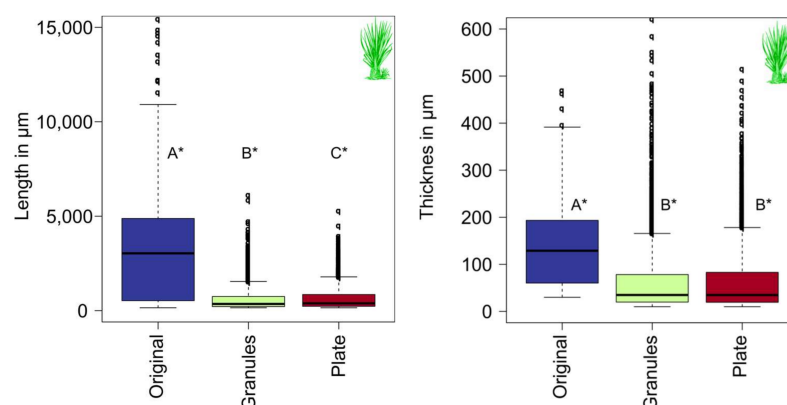 Length in µm
15,000
10,000
5,000
0
A*
B*
C*
Original
Granules
Plate
Thicknes in µm
600
500
400
300
200
100
0
A*
B*
B*
Original
Granules
Plate